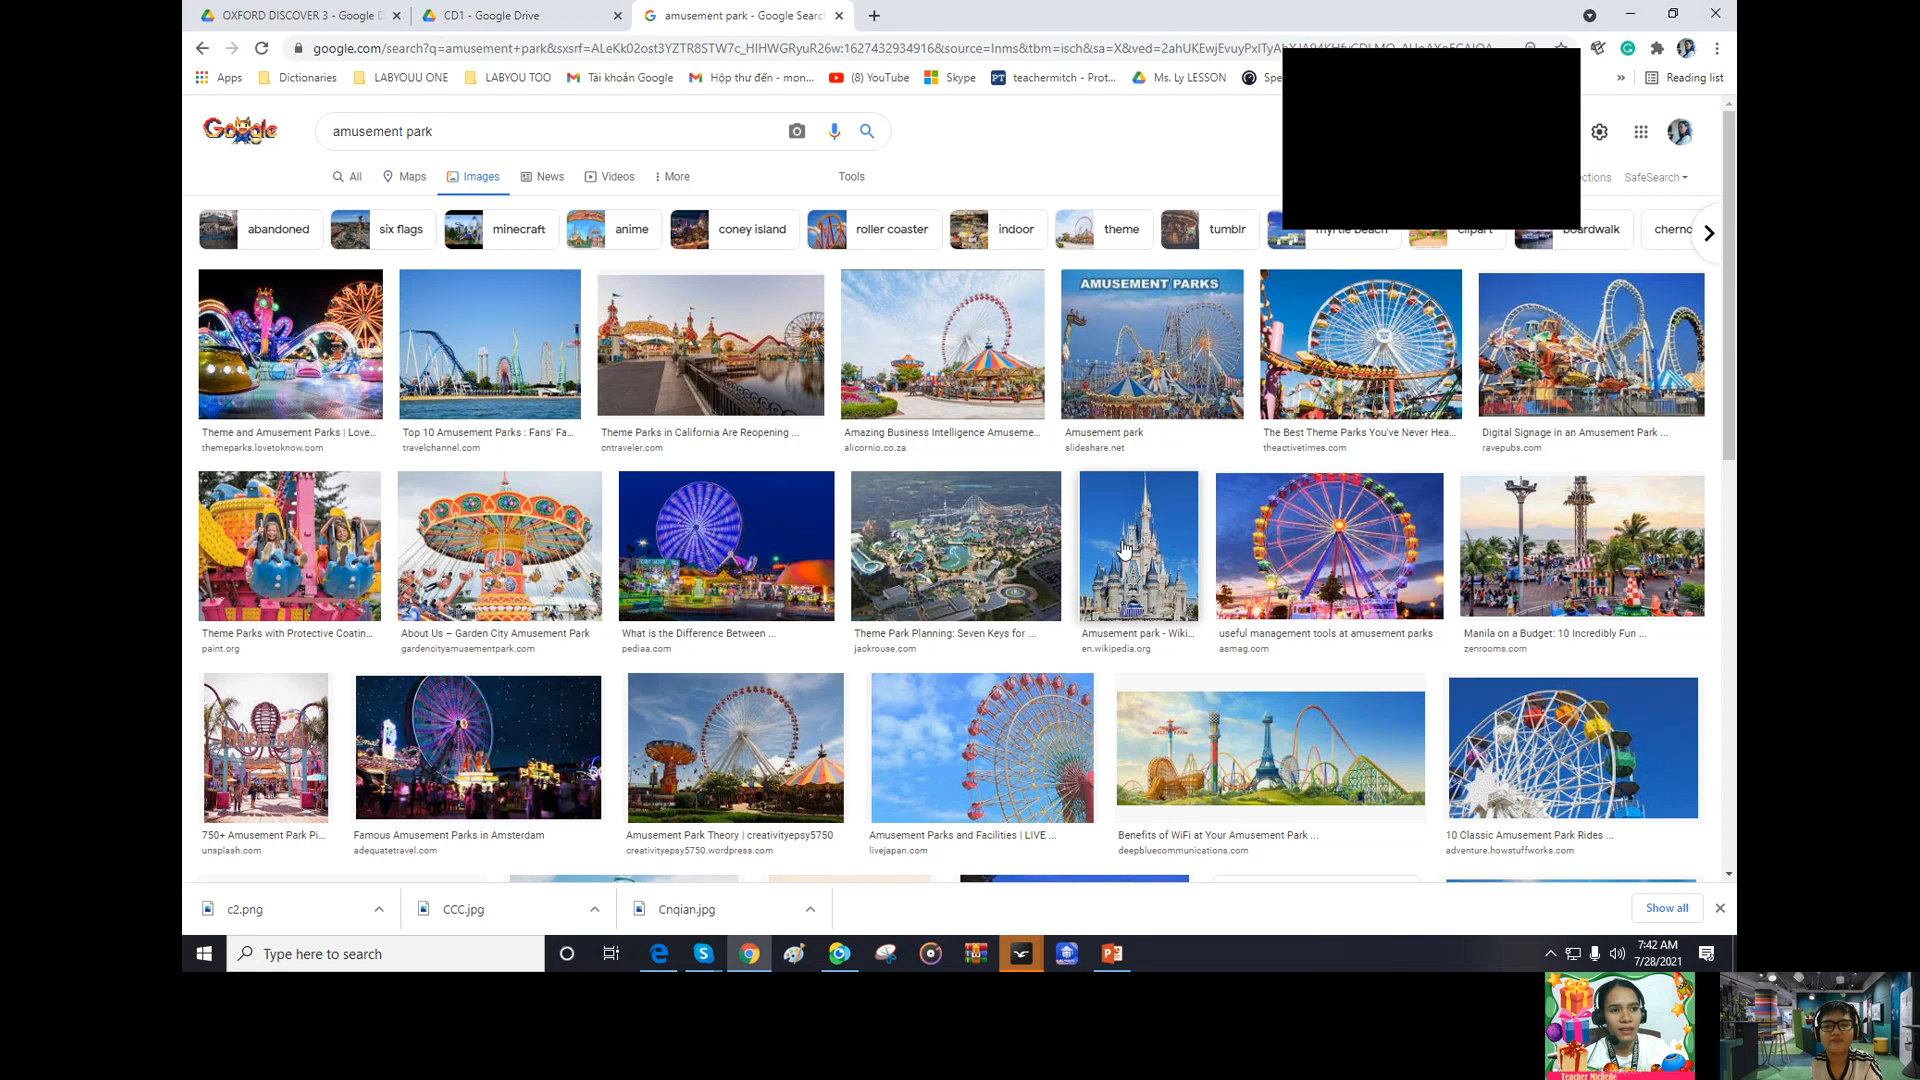 OXFORD DISCOVER 3 - Google D
CD1 - Google Drive
amusement park - Google Search
google.com/search?q=amusement+park&sxsrf=ALeKk02ost3YZTR8STW7c_HIHWGRyuR26w:1627432934916&source=lnms&tbm=isch&sa=X&ved=
Apps
Dictionaries
LABYOUU ONE
LABYOU TOO
Tài khoản Google
Hộp thư đến - mon...
(8) YouTube
Skype
teachermitch - Prot...
Ms. Ly LESSON
Spe
»
Reading list
Google
amusement park
All
Maps
Images
News
Videos
More
Tools
ctions
SafeSearch
abandoned
six flags
minecraft
anime
coney island
roller coaster
indoor
theme
tumblr
myrtle beach
clipart
boardwalk
cherno
AMUSEMENT PARKS
Theme and Amusement Parks | Love...
themeparks.lovetoknow.com
Top 10 Amusement Parks : Fans' Fa...
travelchannel.com
Theme Parks in California Are Reopening ...
cntraveler.com
Amazing Business Intelligence Amuseme...
alicornio.co.za
Amusement park
slideshare.net
The Best Theme Parks You've Never Hea...
theactivetimes.com
Digital Signage in an Amusement Park ...
ravepubs.com
Theme Parks with Protective Coatin...
paint.org
About Us – Garden City Amusement Park
gardencityamusementpark.com
What is the Difference Between ...
pediaa.com
Theme Park Planning: Seven Keys for ...
jackrouse.com
Amusement park - Wiki...
en.wikipedia.org
useful management tools at amusement parks
asmag.com
Manila on a Budget: 10 Incredibly Fun ...
zenrooms.com
750+ Amusement Park Pi...
unsplash.com
Famous Amusement Parks in Amsterdam
adequatetravel.com
Amusement Park Theory | creativityepsy5750
creativityepsy5750.wordpress.com
Amusement Parks and Facilities | LIVE ...
livejapan.com
Benefits of WiFi at Your Amusement Park ...
deepbluecommunications.com
10 Classic Amusement Park Rides ...
adventure.howstuffworks.com
c2.png
CCC.jpg
Cnqian.jpg
Show all
Type here to search
7:42 AM
7/28/2021
Teacher Michelle